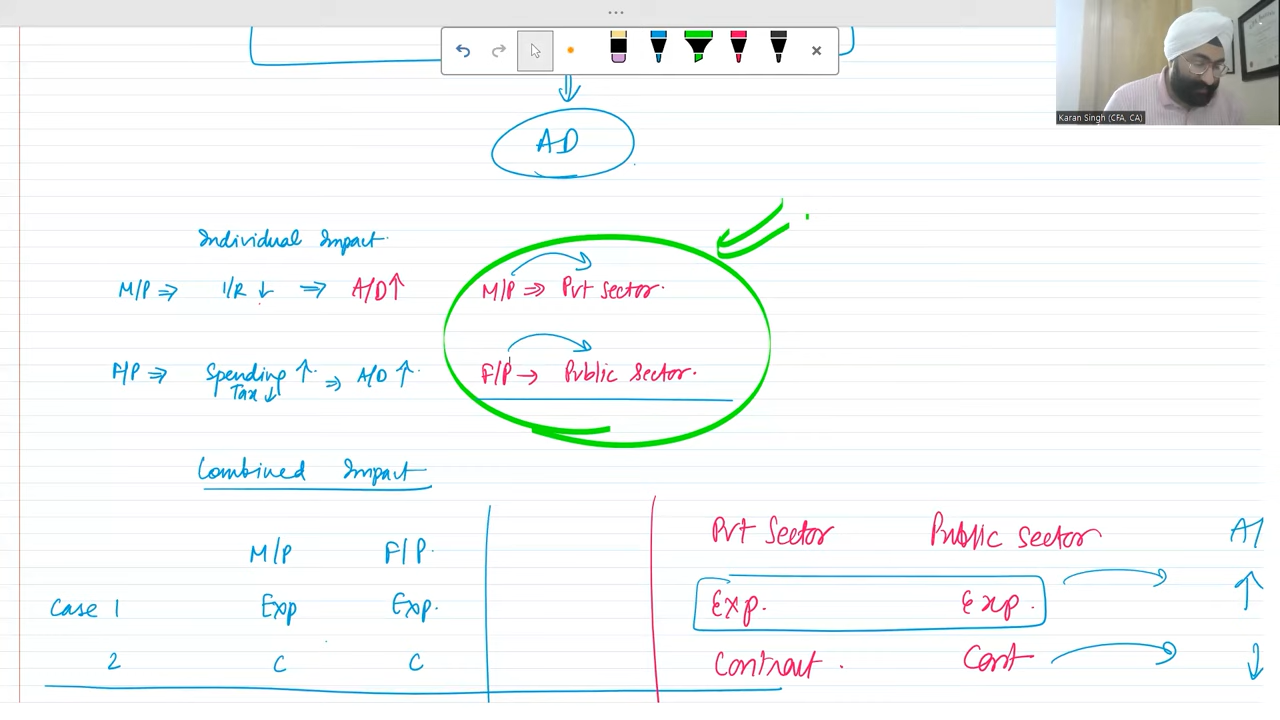 Karan Singh (CFA, CA)
AD
Individual Impact
M/P ⇒ I/R ↓ ⇒ A/D ↑
M/P ⇒ Pvt Sector.
F/P ⇒ Spending ↑ Tax ↓ ⇒ A/D ↑
F/P → Public Sector.
Combined Impact
M/P F/P. Pvt Sector Public Sector A/
Case 1 Exp Exp. Exp. Exp. ↑
2 C C Contract. Cont ↓